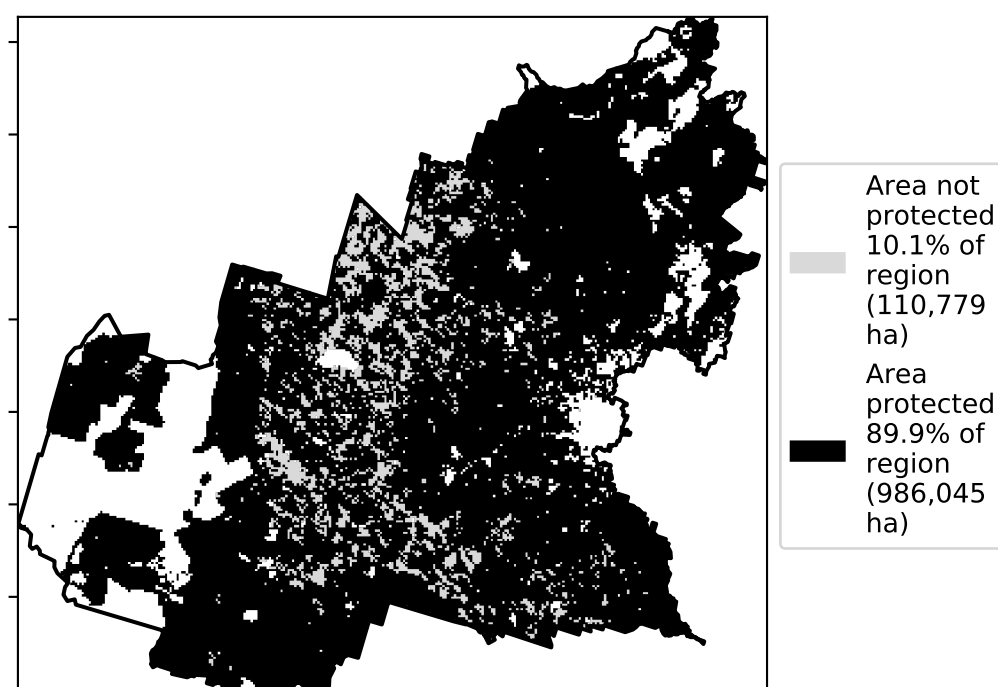 Area not
protected
10.1% of
region
(110,779
ha)
Area
protected
89.9% of
region
(986,045
ha)